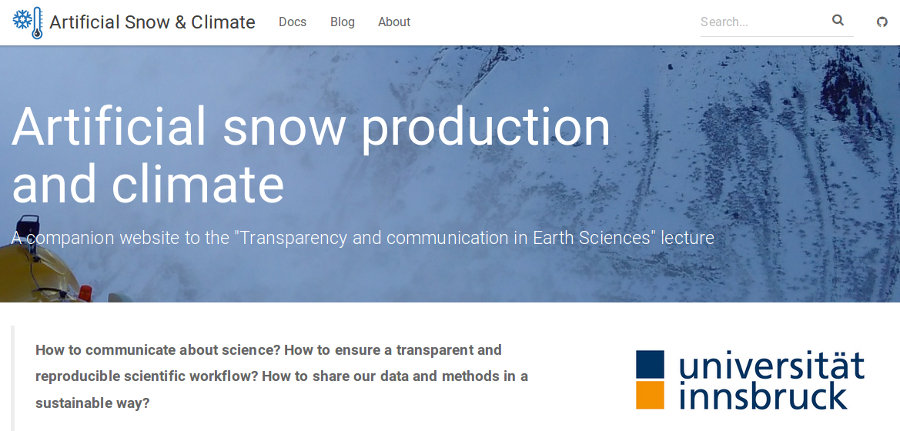 Artificial Snow & Climate
Docs
Blog
About
Search...
Artificial snow production
and climate
A companion website to the "Transparency and communication in Earth Sciences" lecture
How to communicate about science? How to ensure a transparent and
reproducible scientific workflow? How to share our data and methods in a
sustainable way?
universität
innsbruck